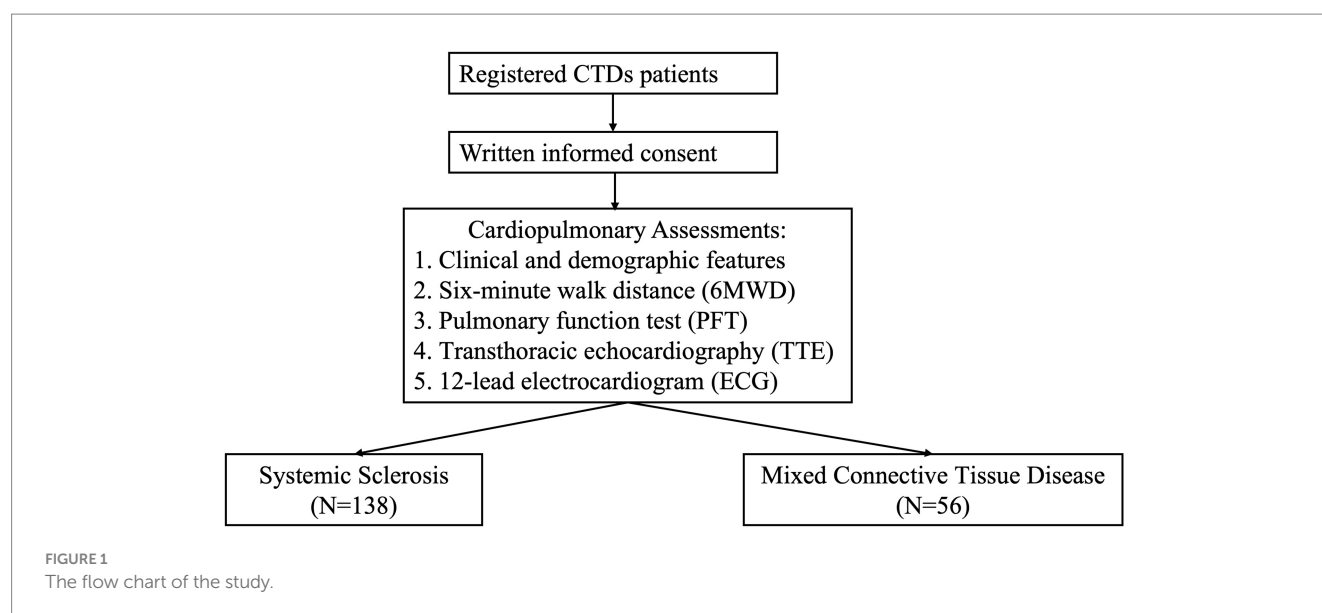 Registered CTDs patients
Written informed consent
Cardiopulmonary Assessments:
1. Clinical and demographic features
2. Six-minute walk distance (6MWD)
3. Pulmonary function test (PFT)
4. Transthoracic echocardiography (TTE)
5. 12-lead electrocardiogram (ECG)
Systemic Sclerosis
(N=138)
Mixed Connective Tissue Disease
(N=56)
FIGURE 1
The flow chart of the study.